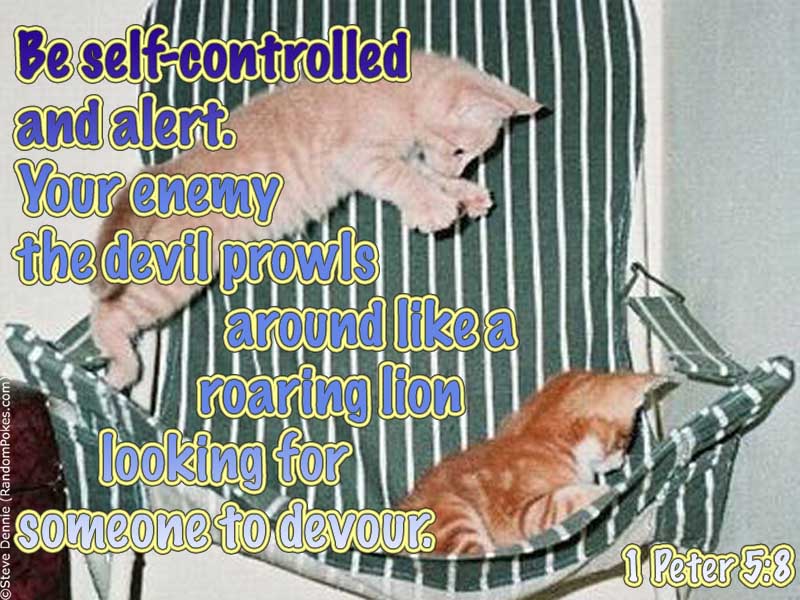 Be self-controlled
and alert.
Your enemy
the devil prowls
around like a
roaring lion
looking for
someone to devour.
1 Peter 5:8
©Steve Dennie (RandomPokes.com)